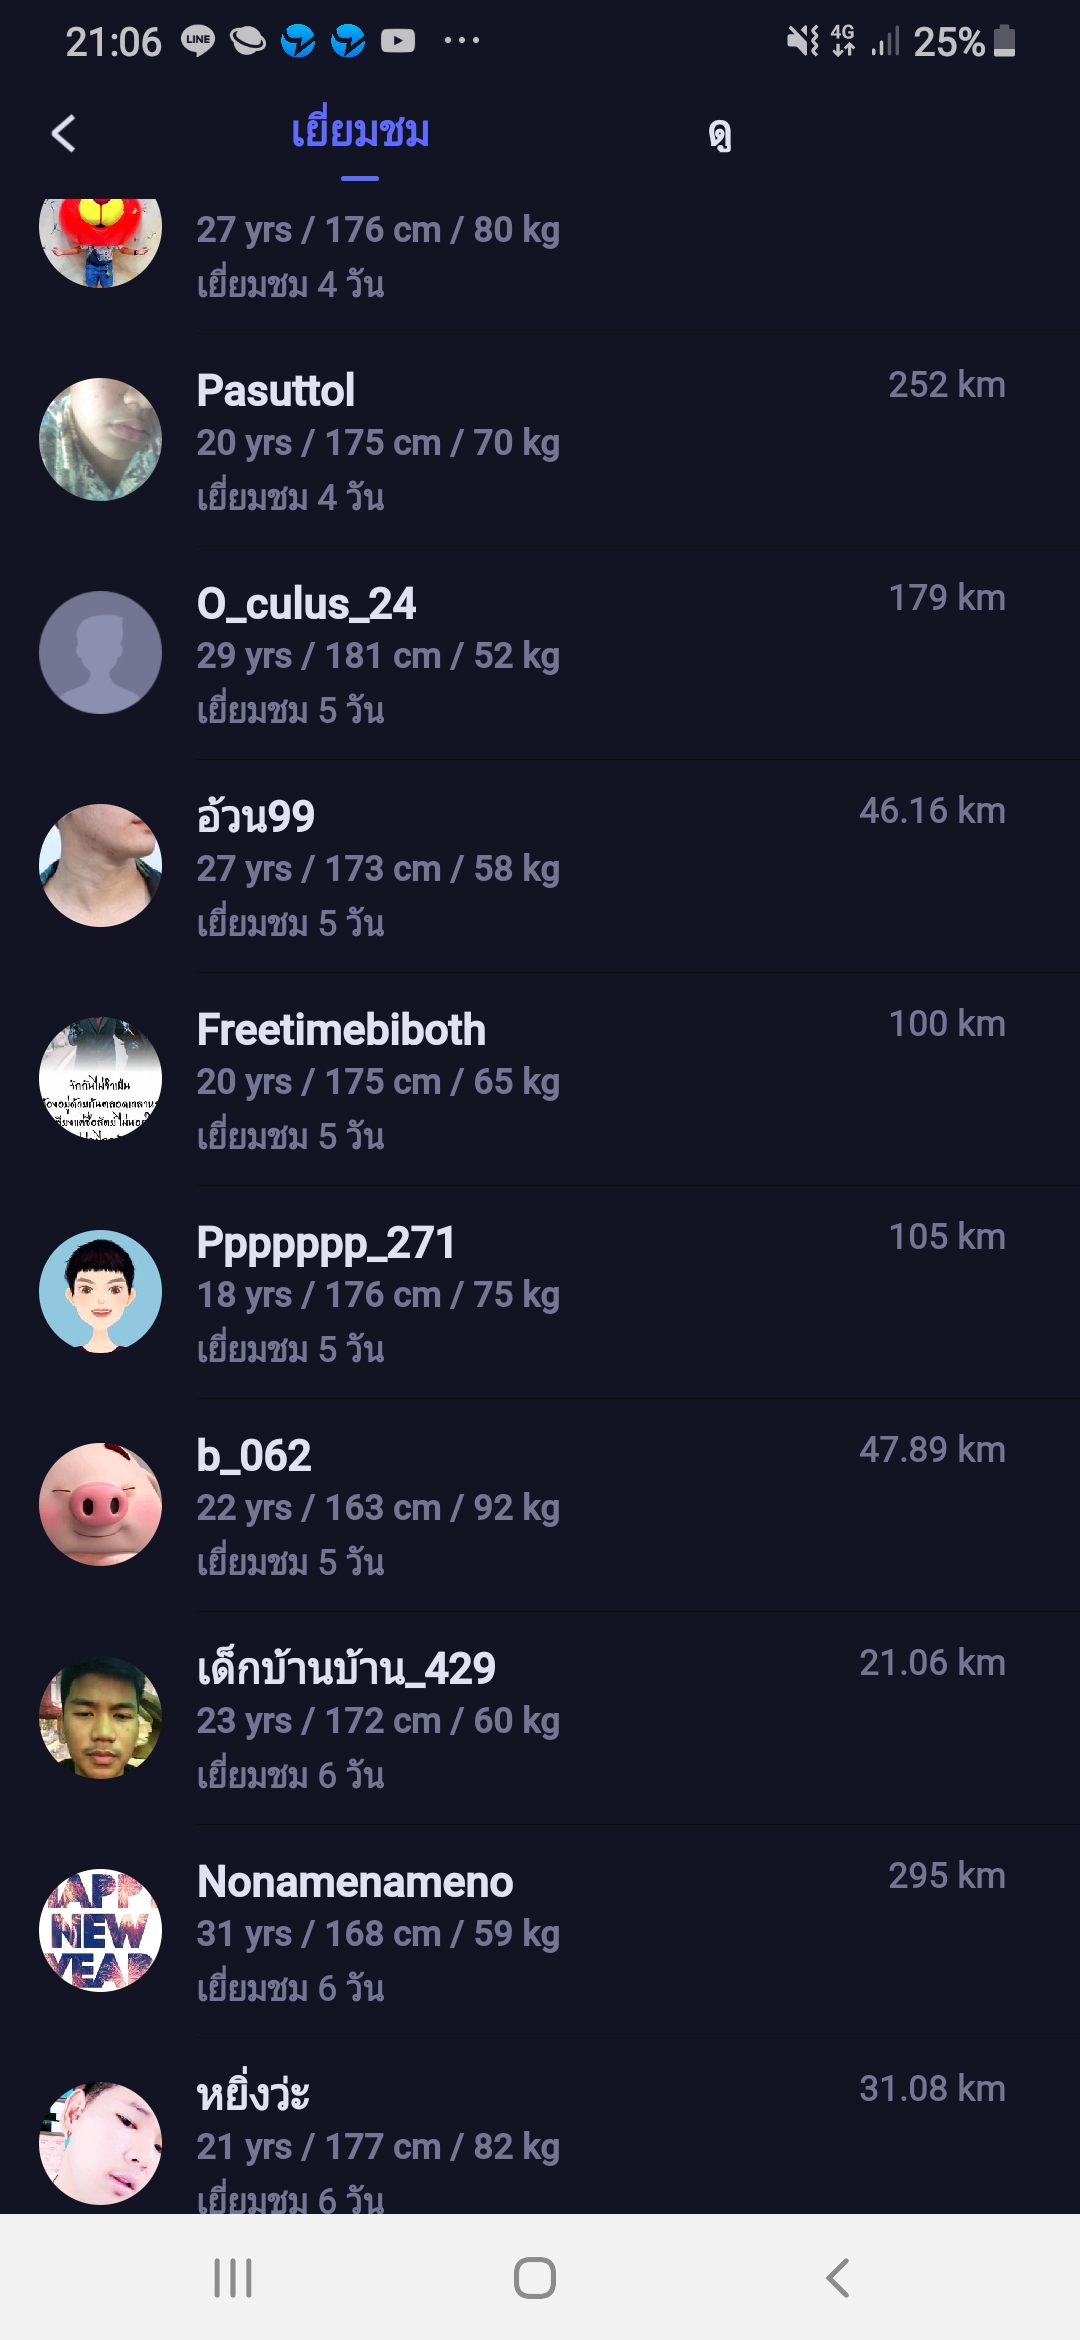 21:06 LINE 4G 25%
เยี่ยมชม ดู
27 yrs / 176 cm / 80 kg
เยี่ยมชม 4 วัน
Pasuttol 252 km
20 yrs / 175 cm / 70 kg
เยี่ยมชม 4 วัน
O_culus_24 179 km
29 yrs / 181 cm / 52 kg
เยี่ยมชม 5 วัน
อ้วน99 46.16 km
27 yrs / 173 cm / 58 kg
เยี่ยมชม 5 วัน
Freetimebiboth 100 km
20 yrs / 175 cm / 65 kg
เยี่ยมชม 5 วัน
Ppppppp_271 105 km
18 yrs / 176 cm / 75 kg
เยี่ยมชม 5 วัน
b_062 47.89 km
22 yrs / 163 cm / 92 kg
เยี่ยมชม 5 วัน
เด็กบ้านบ้าน_429 21.06 km
23 yrs / 172 cm / 60 kg
เยี่ยมชม 6 วัน
Nonamenameno 295 km
31 yrs / 168 cm / 59 kg
เยี่ยมชม 6 วัน
NEW
YEAR
หยิ่งว่ะ 31.08 km
21 yrs / 177 cm / 82 kg
เยี่ยมชม 6 วัน